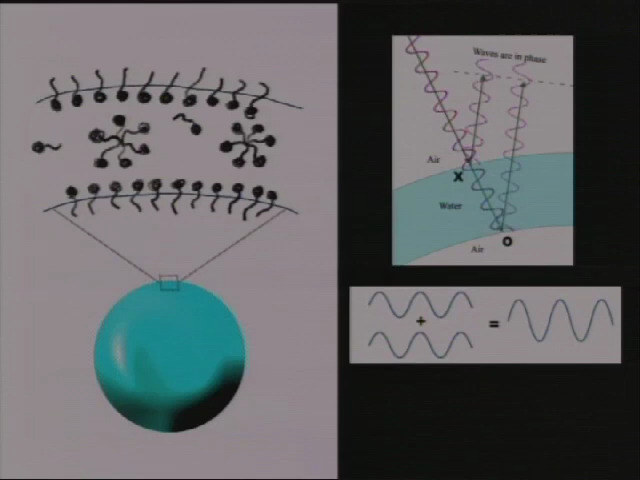 Waves are in phase
Air
X
Water
O
Air
+
=